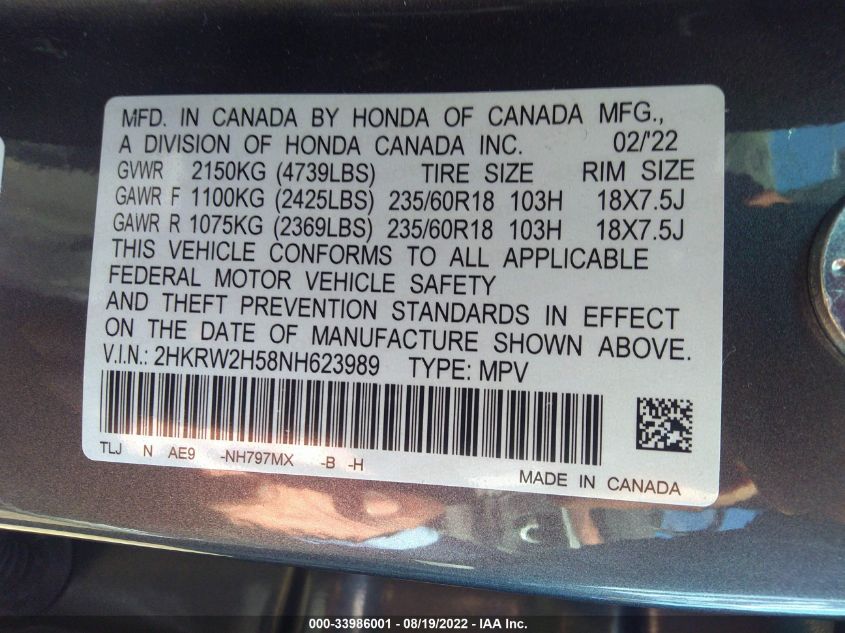 MFD. IN CANADA BY HONDA OF CANADA MFG.,
A DIVISION OF HONDA CANADA INC. 02/'22
GVWR 2150KG (4739LBS) TIRE SIZE RIM SIZE
GAWR F 1100KG (2425LBS) 235/60R18 103H 18X7.5J
GAWR R 1075KG (2369LBS) 235/60R18 103H 18X7.5J
THIS VEHICLE CONFORMS TO ALL APPLICABLE
FEDERAL MOTOR VEHICLE SAFETY
AND THEFT PREVENTION STANDARDS IN EFFECT
ON THE DATE OF MANUFACTURE SHOWN ABOVE.
V.I.N.: 2HKRW2H58NH623989 TYPE: MPV
TLJ N AE9 -NH797MX -B -H
MADE IN CANADA
000-33986001 - 08/19/2022 - IAA Inc.